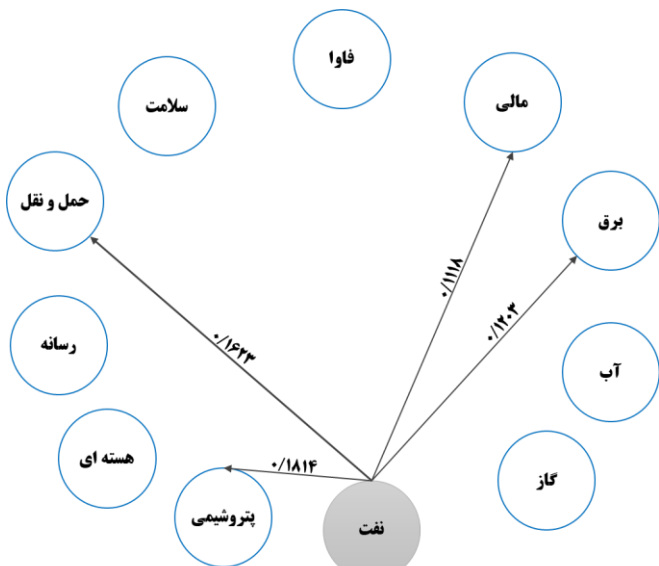 فاوا
مالی
سلامت
برق
حمل و نقل
۰/۱۱۱۸
۰/۱۲۰۳
رسانه
۰/۱۶۲۳
آب
هسته ای
۰/۱۸۱۴
گاز
پتروشیمی
نفت